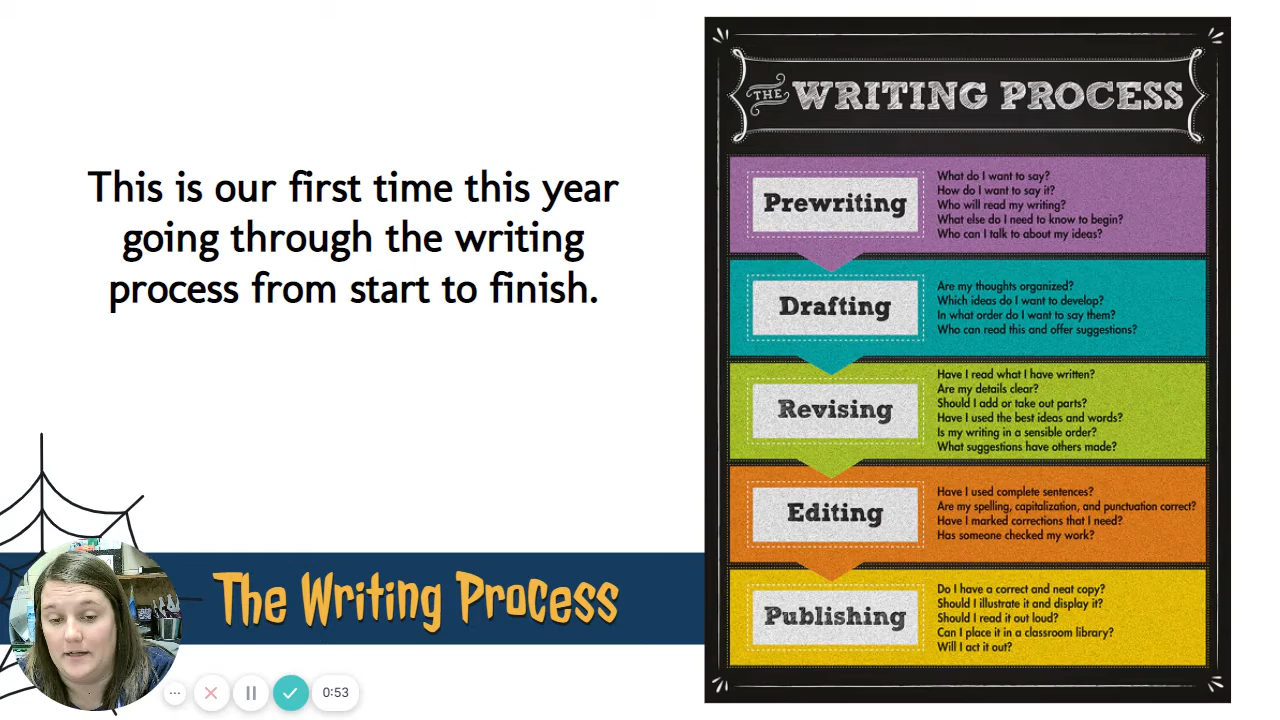 This is our first time this year
going through the writing
process from start to finish.
The Writing Process
0:53
THE WRITING PROCESS
Prewriting
What do I want to say?
How do I want to say it?
Who will read my writing?
What else do I need to know to begin?
Who can I talk to about my ideas?
Drafting
Are my thoughts organized?
Which ideas do I want to develop?
In what order do I want to say them?
Who can read this and offer suggestions?
Revising
Have I read what I have written?
Are my details clear?
Should I add or take out parts?
Have I used the best ideas and words?
Is my writing in a sensible order?
What suggestions have others made?
Editing
Have I used complete sentences?
Are my spelling, capitalization, and punctuation correct?
Have I marked corrections that I need?
Has someone checked my work?
Publishing
Do I have a correct and neat copy?
Should I illustrate it and display it?
Should I read it out loud?
Can I place it in a classroom library?
Will I act it out?